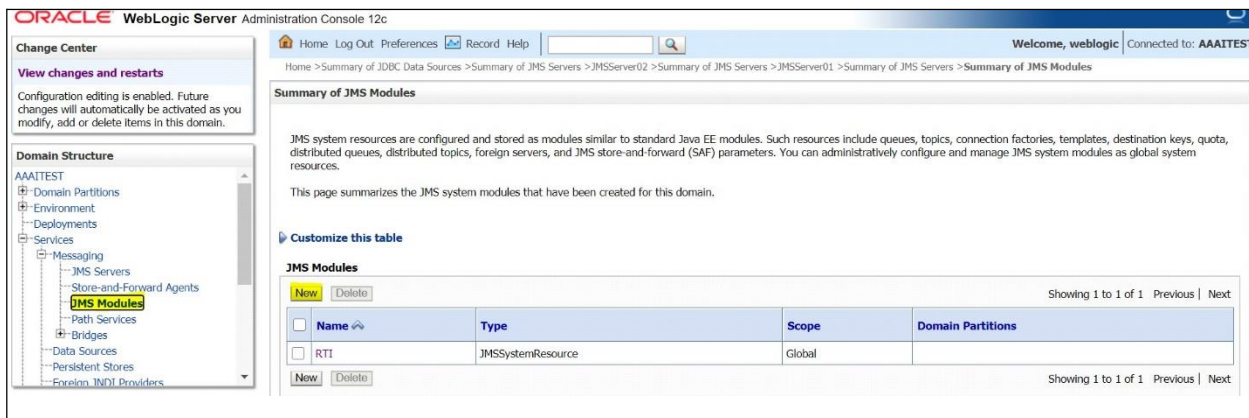 ORACLE WebLogic Server Administration Console 12c
Change Center
View changes and restarts
Configuration editing is enabled. Future
changes will automatically be activated as you
modify, add or delete items in this domain.
Domain Structure
AAAITEST
Domain Partitions
Environment
Deployments
Services
Messaging
JMS Servers
Store-and-Forward Agents
JMS Modules
Path Services
Bridges
Data Sources
Persistent Stores
Foreign JNDI Providers
Home Log Out Preferences Record Help
Welcome, weblogic Connected to: AAAITEST
Home >Summary of JDBC Data Sources >Summary of JMS Servers >JMSServer02 >Summary of JMS Servers >JMSServer01 >Summary of JMS Servers >Summary of JMS Modules
Summary of JMS Modules
JMS system resources are configured and stored as modules similar to standard Java EE modules. Such resources include queues, topics, connection factories, templates, destination keys, quota,
distributed queues, distributed topics, foreign servers, and JMS store-and-forward (SAF) parameters. You can administratively configure and manage JMS system modules as global system
resources.
This page summarizes the JMS system modules that have been created for this domain.
Customize this table
JMS Modules
New Delete Showing 1 to 1 of 1 Previous | Next
Name Type Scope Domain Partitions
RTI JMSSystemResource Global
New Delete Showing 1 to 1 of 1 Previous | Next